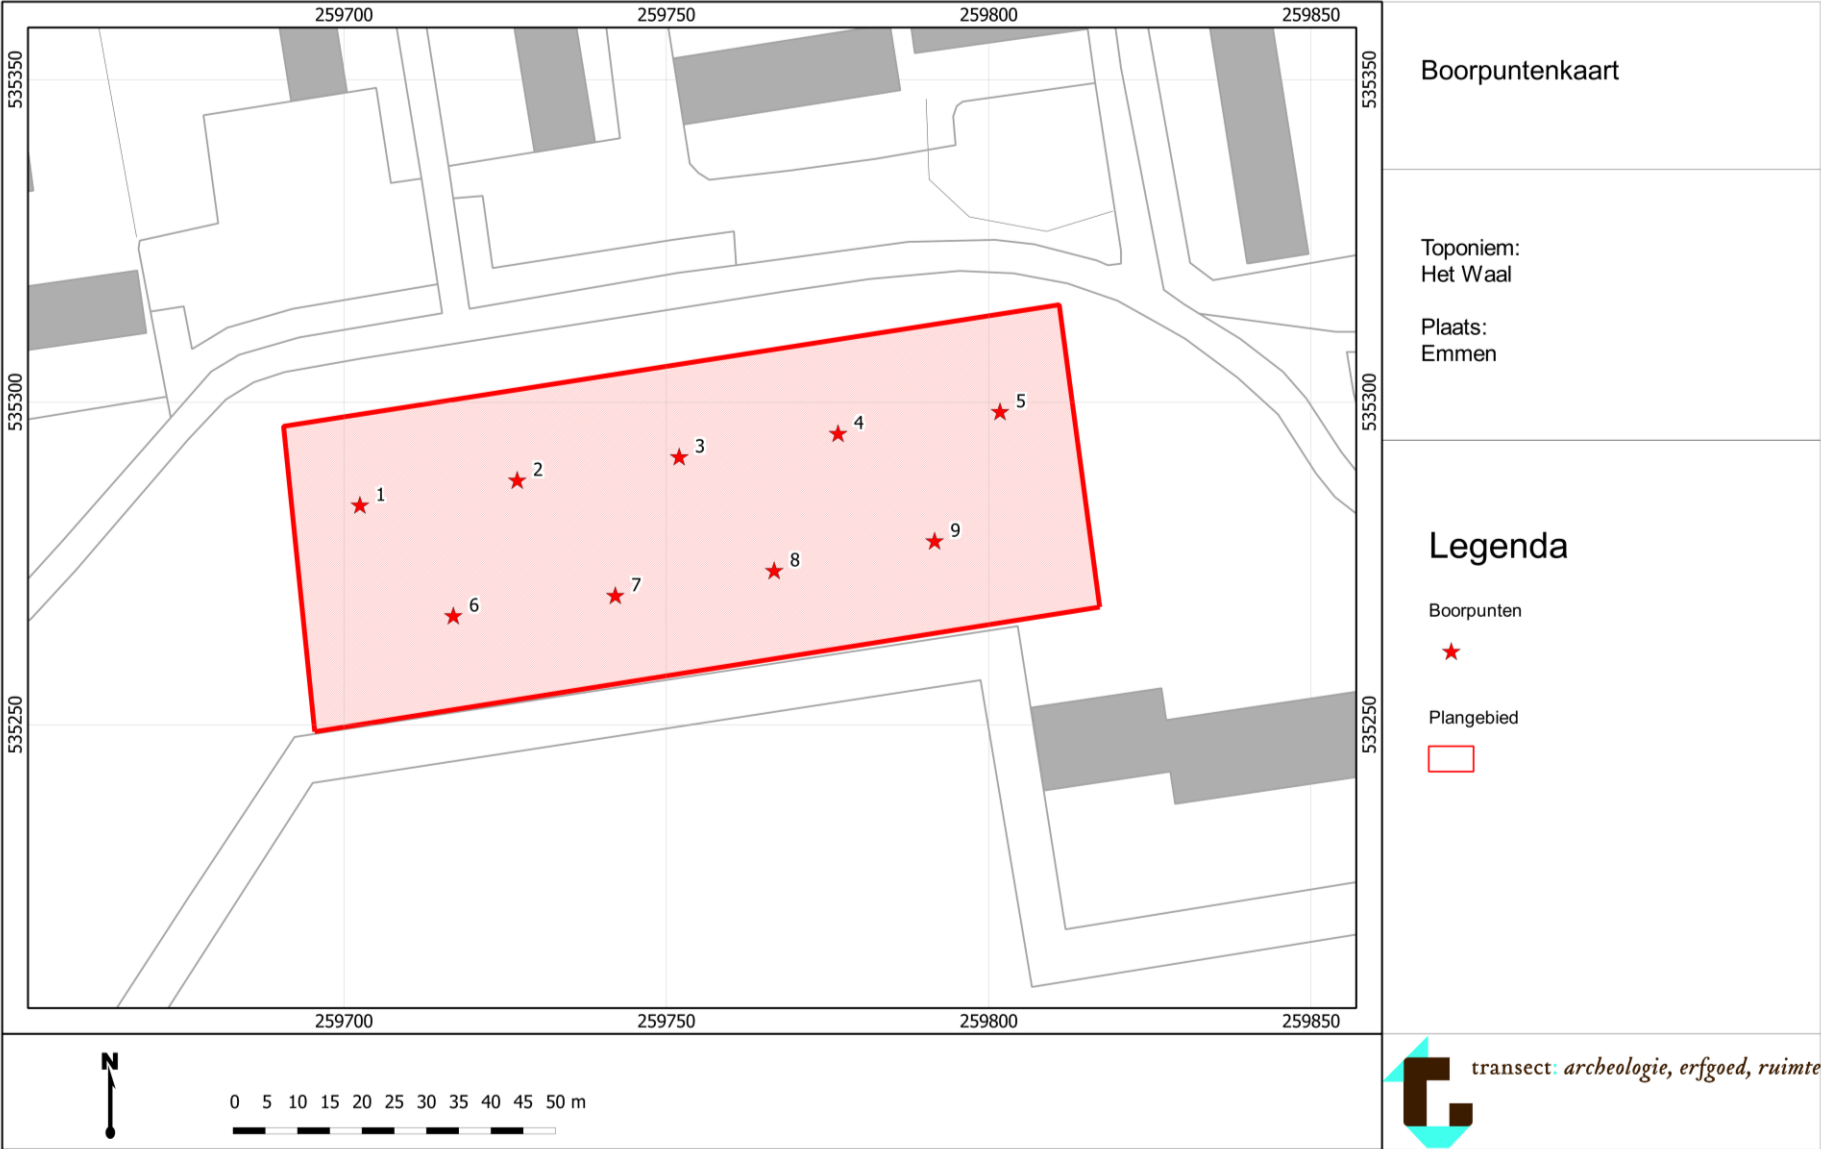 259700 259750 259800 259850
535350 535350
535300 535300
535250 535250
1
2
3
4
5
6
7
8
9
259700 259750 259800 259850
N
0 5 10 15 20 25 30 35 40 45 50 m
Boorpuntenkaart
Toponiem:
Het Waal
Plaats:
Emmen
Legenda
Boorpunten
Plangebied
transect: archeologie, erfgoed, ruimte